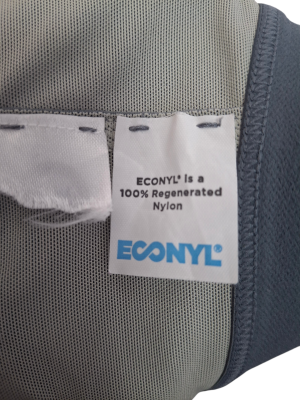 ECONYL® is a
100% Regenerated
Nylon
ECONYL®